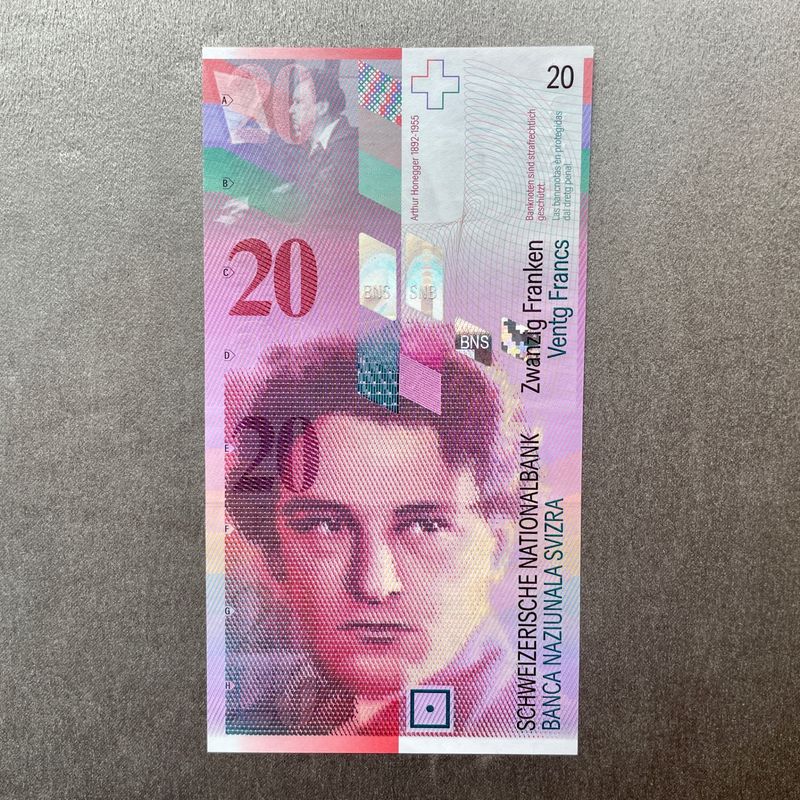 20
Arthur Honegger 1892-1955
Banknoten sind strafrechtlich
geschützt.
Las bancnotas èn protegidas
dal dretg penal.
20
A
B
C
D
E
F
G
H
20
BNS
SNB
BNS
20
Zwanzig Franken
Ventg Francs
SCHWEIZERISCHE NATIONALBANK
BANCA NAZIUNALA SVIZRA